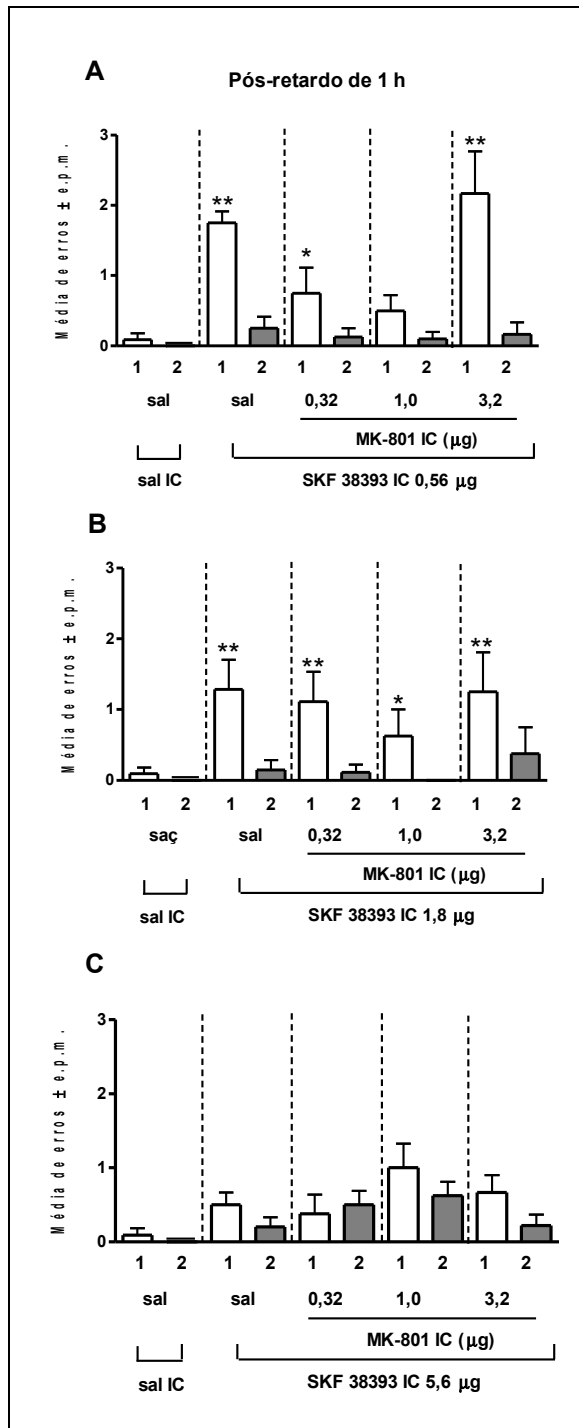 A
Pós-retardo de 1 h
Média de erros ± e.p.m.
3
2
1
0
**
*
**
1 2 1 2 1 2 1 2 1 2
sal sal 0,32 1,0 3,2
MK-801 IC (µg)
sal IC SKF 38393 IC 0,56 µg
B
Média de erros ± e.p.m.
3
2
1
0
**
**
*
**
1 2 1 2 1 2 1 2 1 2
saç sal 0,32 1,0 3,2
MK-801 IC (µg)
sal IC SKF 38393 IC 1,8 µg
C
Média de erros ± e.p.m.
3
2
1
0
1 2 1 2 1 2 1 2 1 2
sal sal 0,32 1,0 3,2
MK-801 IC (µg)
sal IC SKF 38393 IC 5,6 µg